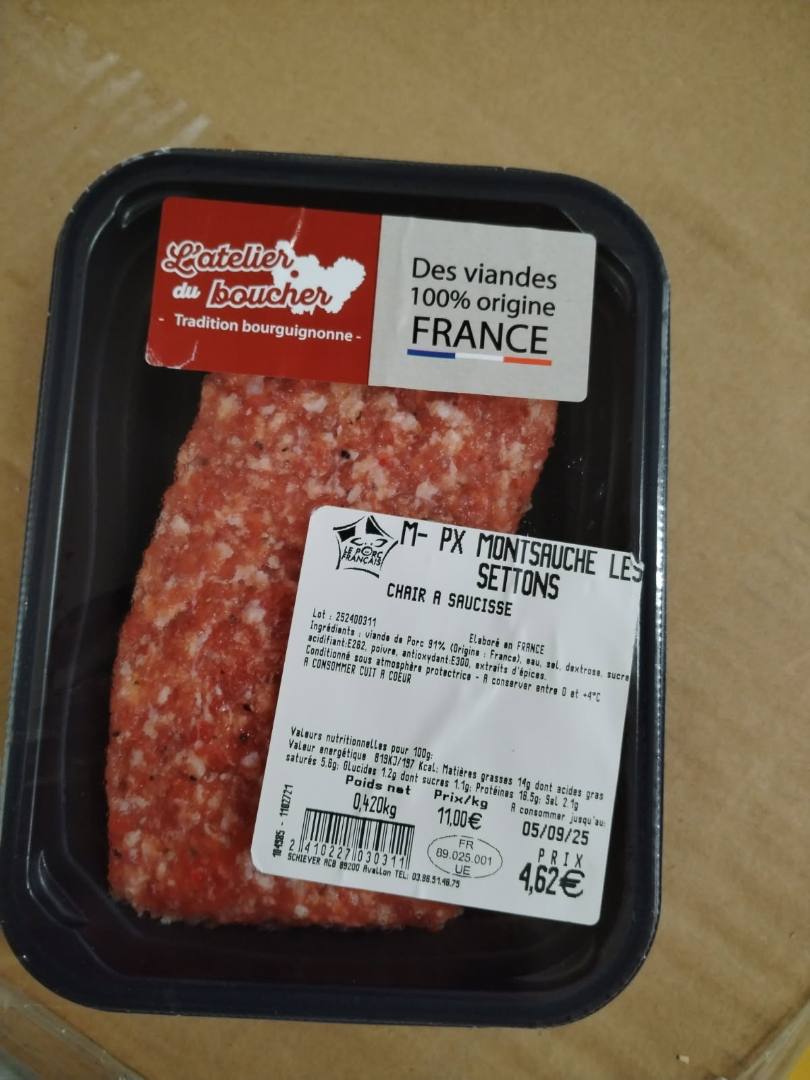 L'atelier
du boucher
- Tradition bourguignonne -
Des viandes
100% origine
FRANCE
LE PORC
FRANÇAIS
M- PX MONTSAUCHE LES
SETTONS
CHAIR A SAUCISSE
Lot : 252400311
Elaboré en FRANCE
Ingrédients : viande de Porc 91% (Origine : France), eau, sel, dextrose, sucre
acidifiant:E262, poivre, antioxydant:E300, extraits d'épices.
Conditionné sous atmosphère protectrice - A conserver entre 0 et +4°C
A CONSOMMER CUIT A COEUR
Valeurs nutritionnelles pour 100g:
Valeur énergétique 819KJ/197 Kcal; Matières grasses 14g dont acides gras
saturés 5.6g; Glucides 1.2g dont sucres 1.1g; Protéines 16.5g; Sel 2.1g
Poids net
Prix/kg
A consommer jusqu'au:
0,420kg
11,00€
05/09/25
PRIX
4,62€
FR
89.025.001
UE
2 410227 030311
SCHIEVER ACB 89200 Avallon TEL: 03.86.51.48.75